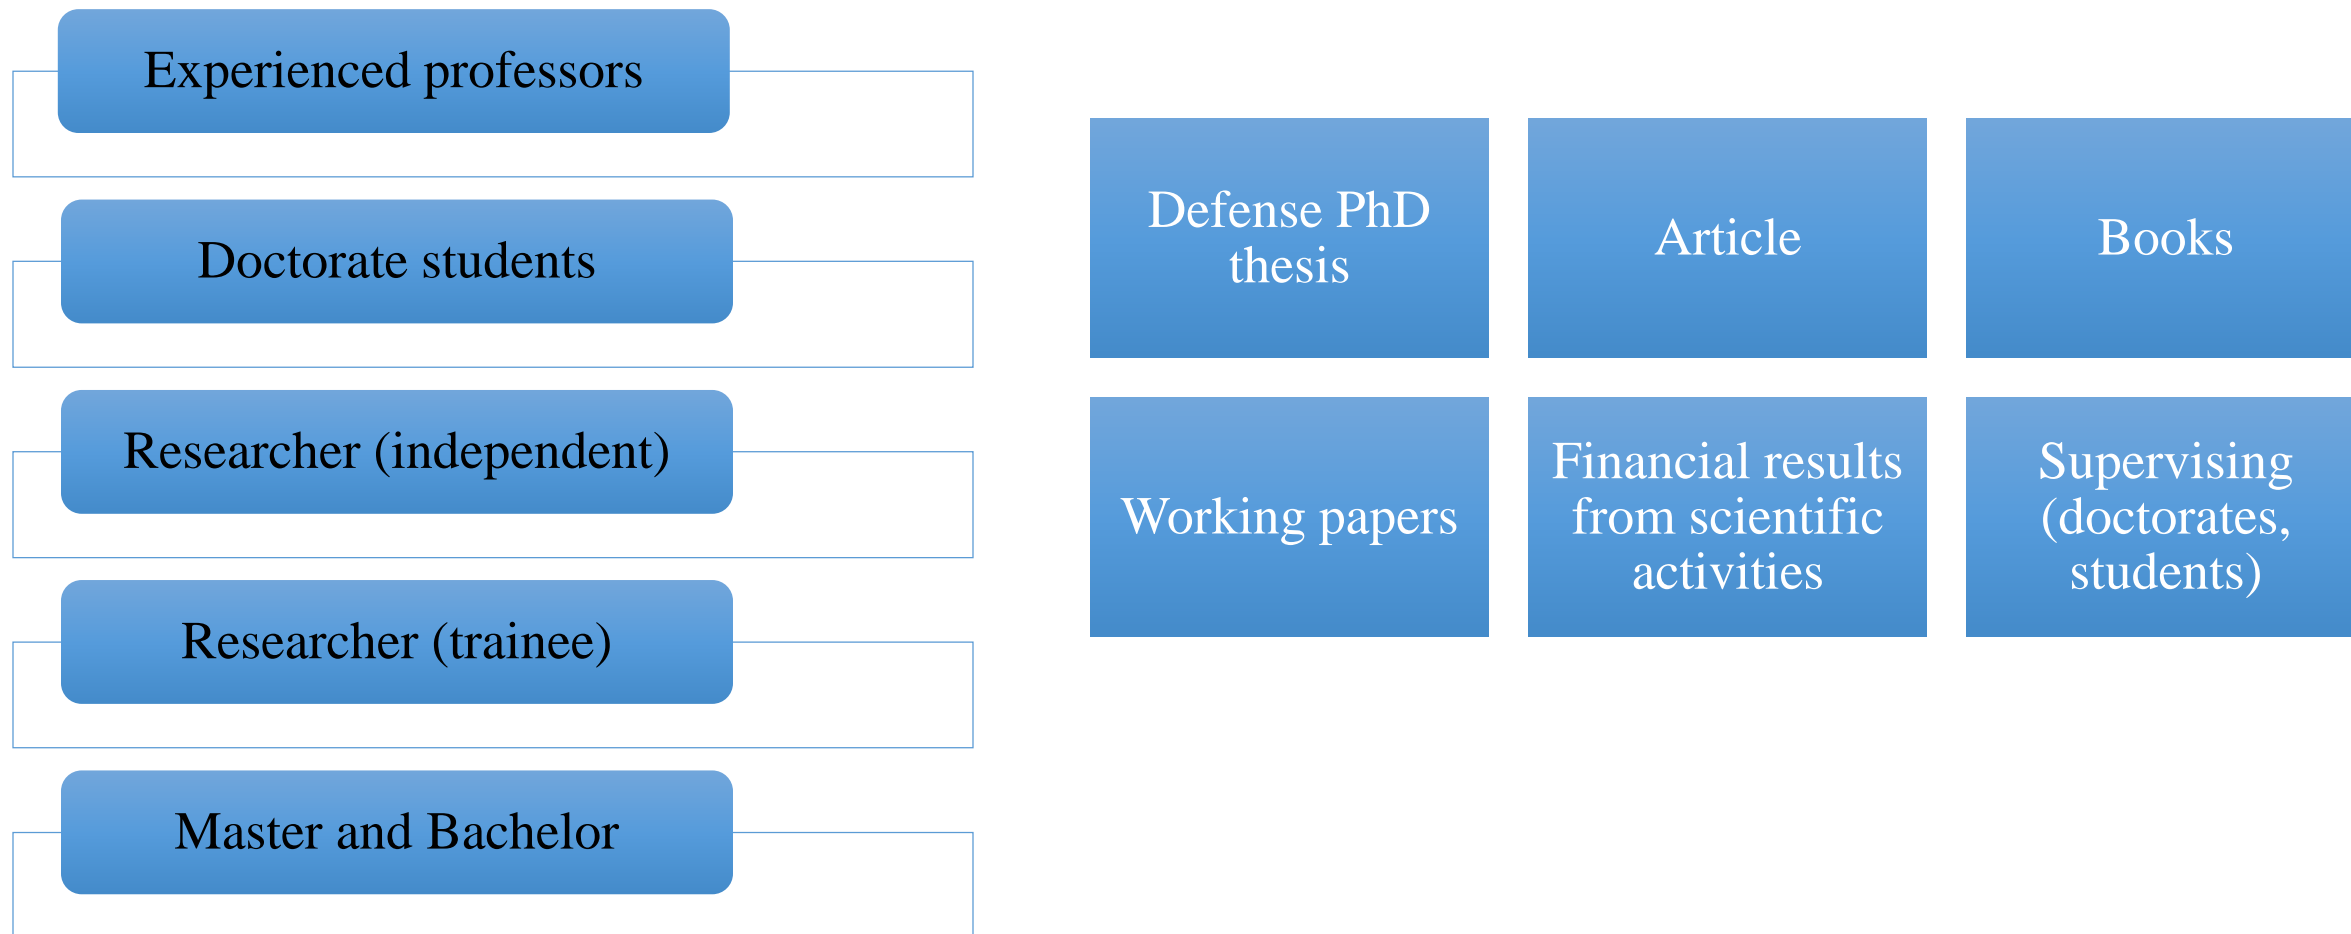 Experienced professors
Doctorate students
Researcher (independent)
Researcher (trainee)
Master and Bachelor
Defense PhD
thesis
Article
Books
Working papers
Financial results
from scientific
activities
Supervising
(doctorates,
students)